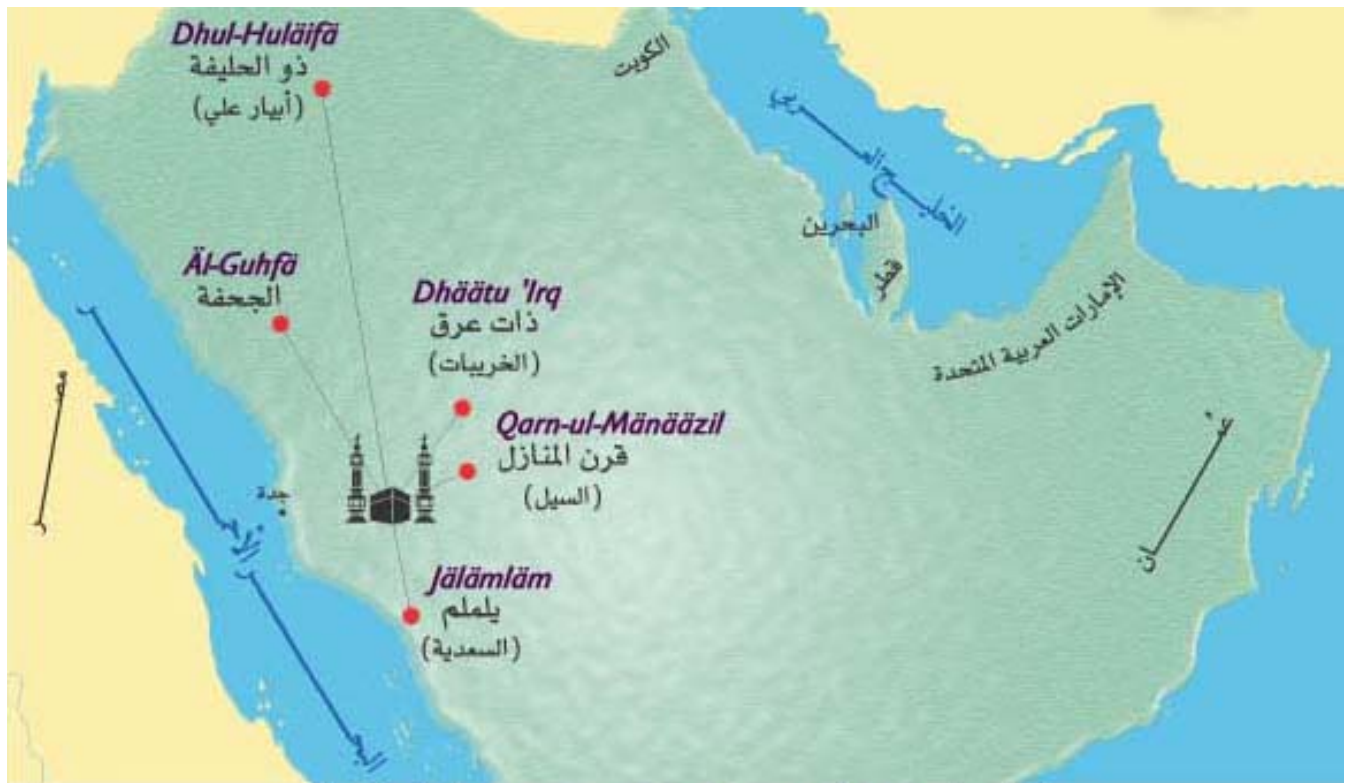 Dhul-Huläifä
ذو الحليفة
(أبيار علي)
الكويت
الخليج العربي
البحرين
قطر
الإمارات العربية المتحدة
عمان
Äl-Guhfä
الجحفة
Dhäätu 'Irq
ذات عرق
(الخريبات)
Qarn-ul-Mänääzil
قرن المنازل
(السيل)
مصر
جدة
البحر الأحمر
Jälämläm
يلملم
(السعدية)